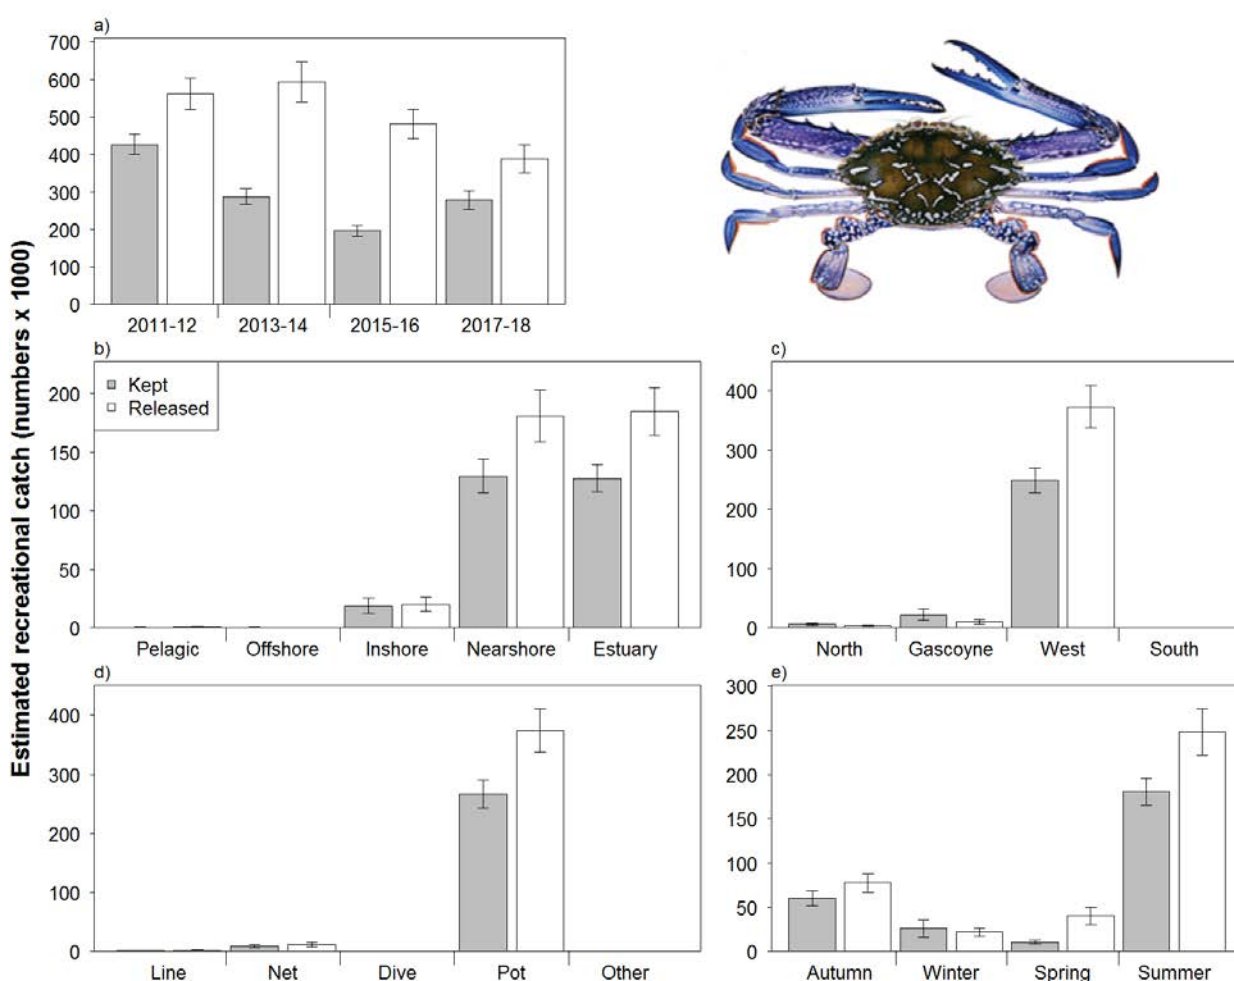 Estimated recreational catch (numbers x 1000)
a)
700
600
500
400
300
200
100
0
2011-12 2013-14 2015-16 2017-18
b)
Kept
Released
200
150
100
50
0
Pelagic Offshore Inshore Nearshore Estuary
c)
400
300
200
100
0
North Gascoyne West South
d)
400
300
200
100
0
Line Net Dive Pot Other
e)
300
250
200
150
100
50
0
Autumn Winter Spring Summer